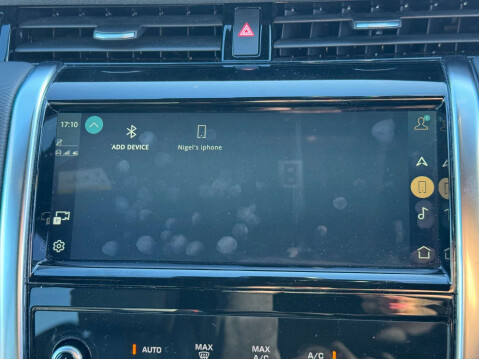 17:10
ADD DEVICE
Nigel's iphone
AUTO
MAX
MAX
A/C
A/C